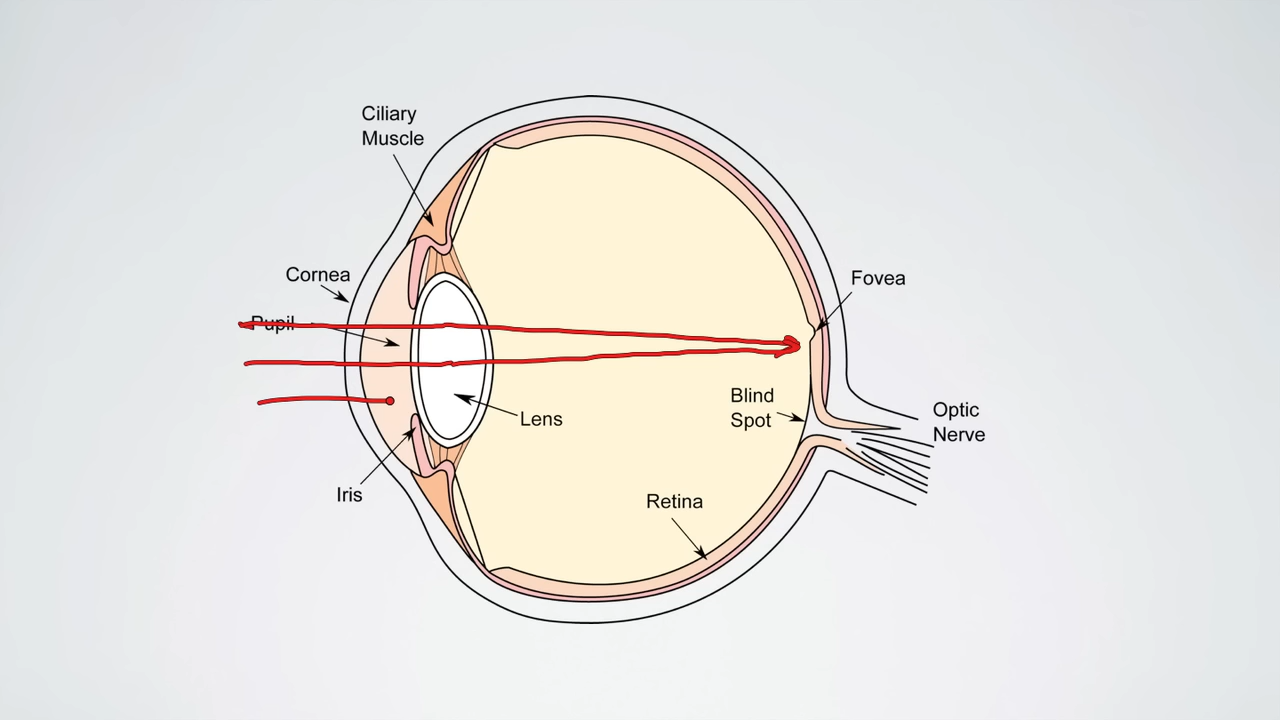 Ciliary
Muscle
Cornea
Pupil
Fovea
Blind
Spot
Lens
Optic
Nerve
Iris
Retina